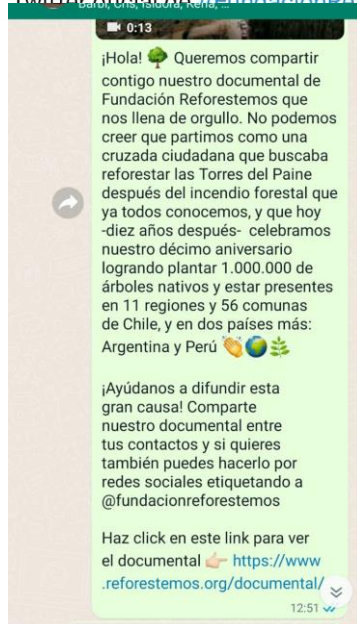 Barbi, Cris, Isidora, Rena, ...
0:13
¡Hola! 🌳 Queremos compartir
contigo nuestro documental de
Fundación Reforestemos que
nos llena de orgullo. No podemos
creer que partimos como una
cruzada ciudadana que buscaba
reforestar las Torres del Paine
después del incendio forestal que
ya todos conocemos, y que hoy
-diez años después- celebramos
nuestro décimo aniversario
logrando plantar 1.000.000 de
árboles nativos y estar presentes
en 11 regiones y 56 comunas
de Chile, y en dos países más:
Argentina y Perú 👏🌎🌿
¡Ayúdanos a difundir esta
gran causa! Comparte
nuestro documental entre
tus contactos y si quieres
también puedes hacerlo por
redes sociales etiquetando a
@fundacionreforestemos
Haz click en este link para ver
el documental 👉🏻 https://www
.reforestemos.org/documental/
12:51